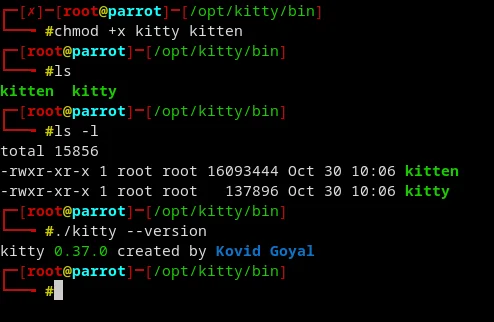 ┌─[✗]─[root@parrot]─[/opt/kitty/bin]
└──╼ #chmod +x kitty kitten
┌─[root@parrot]─[/opt/kitty/bin]
└──╼ #ls
kitten  kitty
┌─[root@parrot]─[/opt/kitty/bin]
└──╼ #ls -l
total 15856
-rwxr-xr-x 1 root root 16093444 Oct 30 10:06 kitten
-rwxr-xr-x 1 root root   137896 Oct 30 10:06 kitty
┌─[root@parrot]─[/opt/kitty/bin]
└──╼ #./kitty --version
kitty 0.37.0 created by Kovid Goyal
┌─[root@parrot]─[/opt/kitty/bin]
└──╼ #